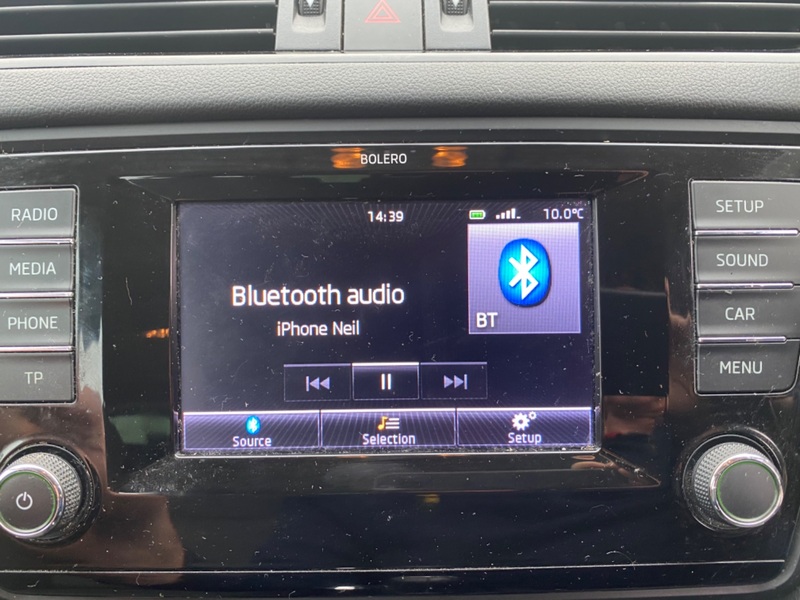 BOLERO
RADIO
MEDIA
PHONE
TP
14:39
10.0°C
Bluetooth audio
iPhone Neil
BT
Source
Selection
Setup
SETUP
SOUND
CAR
MENU